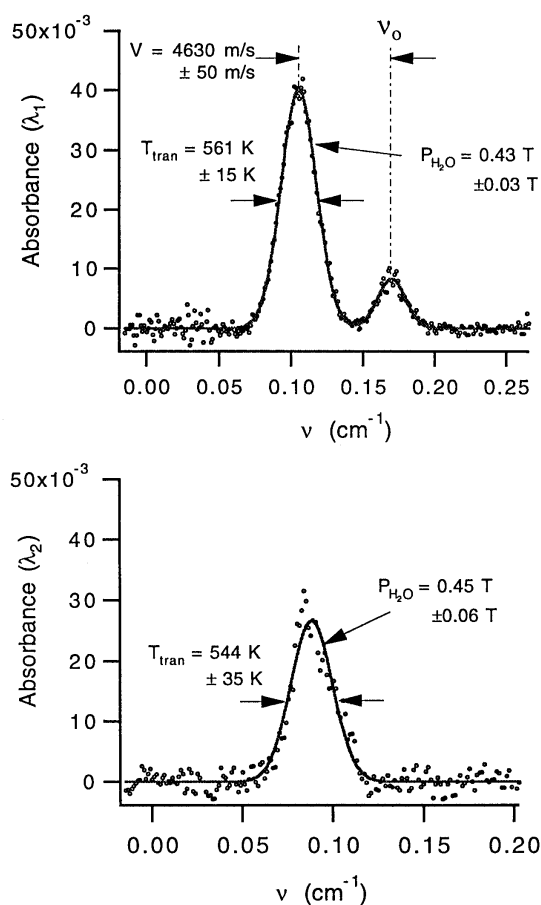 50x10⁻³
40
30
20
10
0
Absorbance (λ₁)
V = 4630 m/s
± 50 m/s
νₒ
T_tran = 561 K
± 15 K
P_H₂O = 0.43 T
±0.03 T
0.00 0.05 0.10 0.15 0.20 0.25
ν (cm⁻¹)
50x10⁻³
40
30
20
10
0
Absorbance (λ₂)
P_H₂O = 0.45 T
±0.06 T
T_tran = 544 K
± 35 K
0.00 0.05 0.10 0.15 0.20
ν (cm⁻¹)